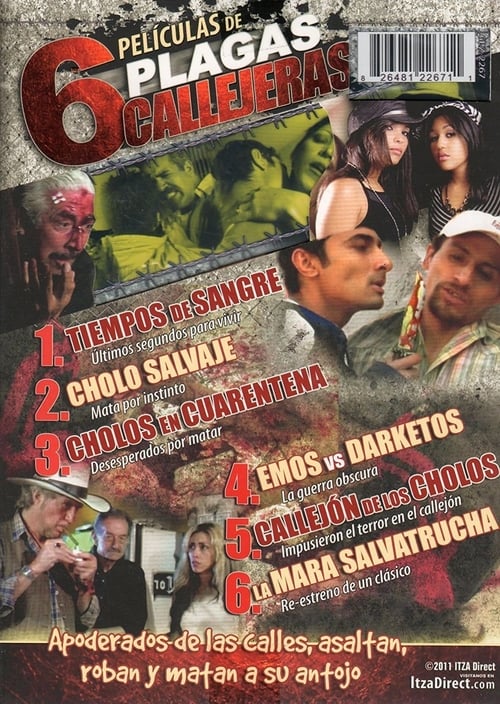 6 PELÍCULAS DE
PLAGAS
CALLEJERAS
8 26481 22671 1
1. TIEMPOS DE SANGRE
Últimos segundos para vivir
2. CHOLO SALVAJE
Mata por instinto
3. CHOLOS EN CUARENTENA
Desesperados por matar
4. EMOS VS DARKETOS
La guerra obscura
5. CALLEJÓN DE LOS CHOLOS
Impusieron el terror en el callejón
6. LA MARA SALVATRUCHA
Re-estreno de un clásico
Apoderados de las calles, asaltan,
roban y matan a su antojo
©2011 ITZA Direct
VISITANOS EN
ItzaDirect.com